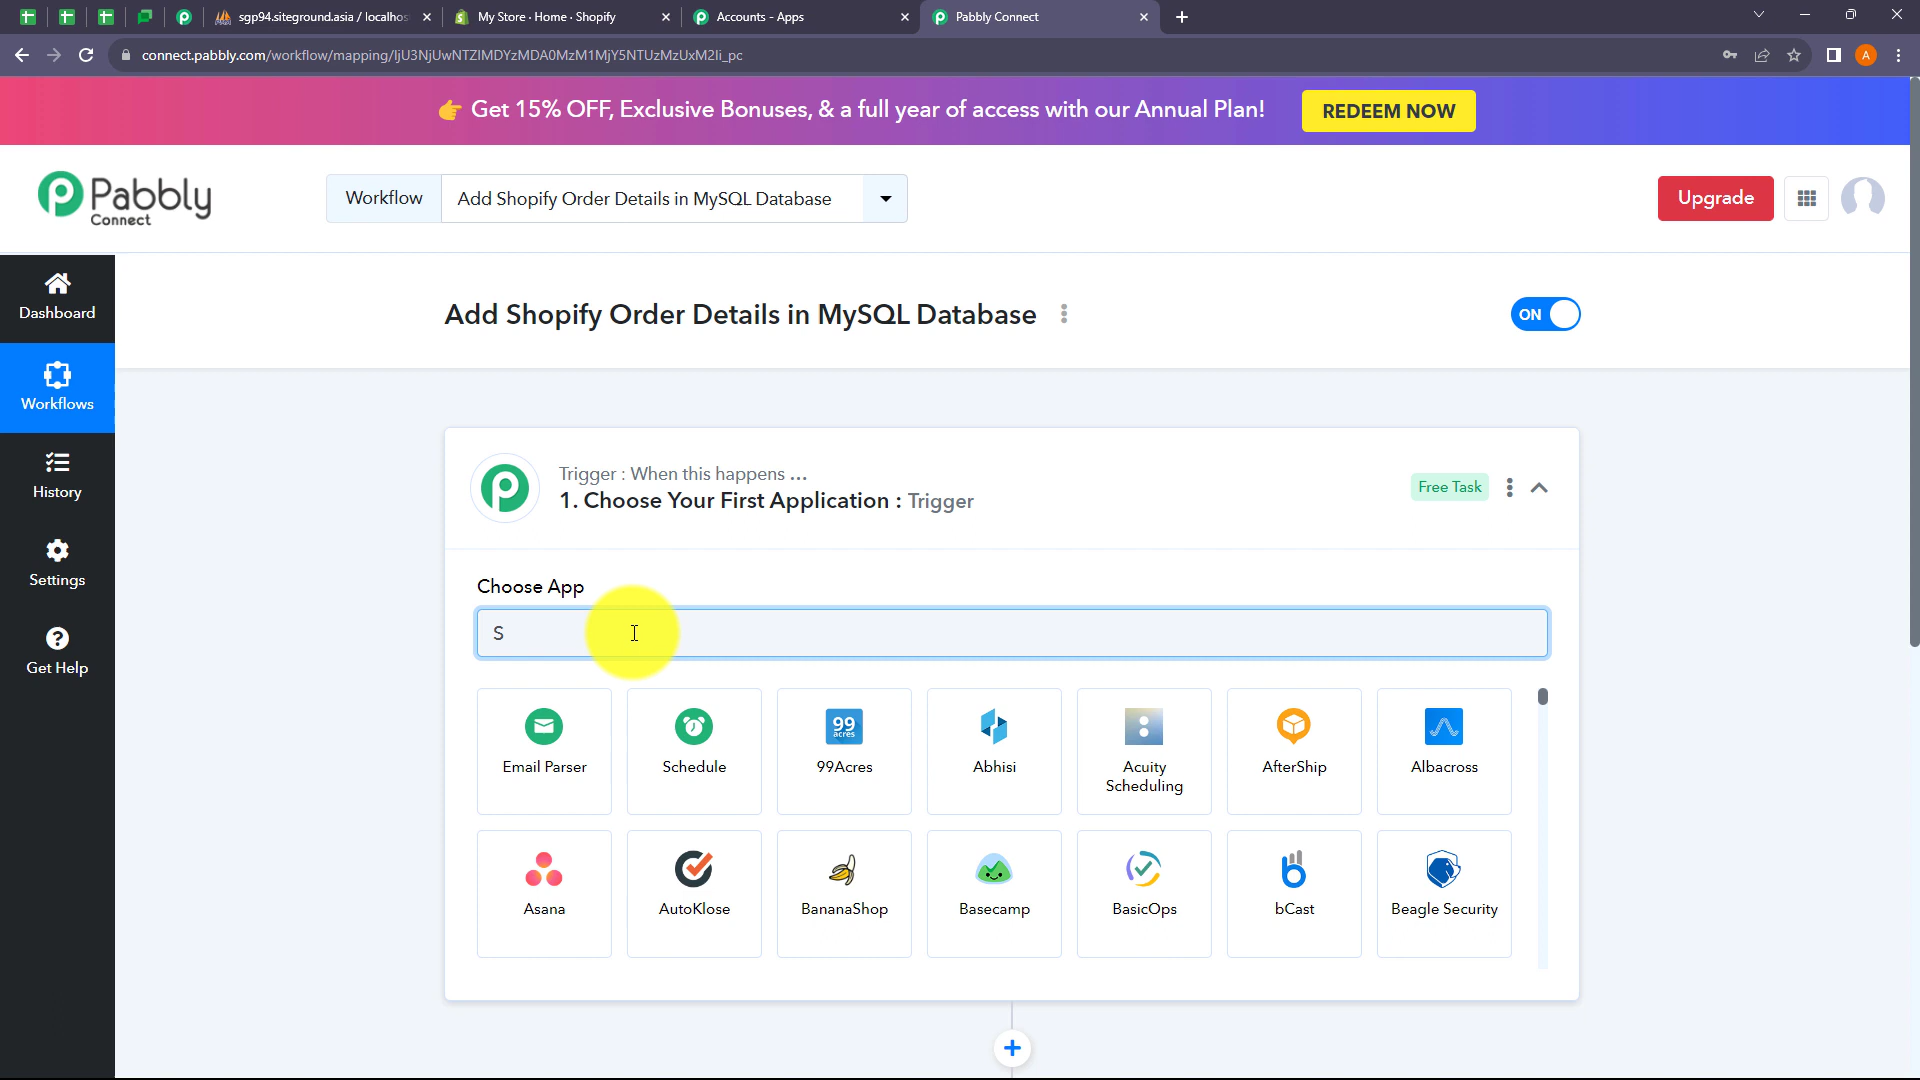 sgp94.siteground.asia / localhos
My Store · Home · Shopify
Accounts - Apps
Pabbly Connect
connect.pabbly.com/workflow/mapping/IjU3NjUwNTZlMDYzMDA0MzM1MjY5NTUzMzUxM2Ii_pc
A
👉 Get 15% OFF, Exclusive Bonuses, & a full year of access with our Annual Plan!
REDEEM NOW
Pabbly
Connect
Workflow
Add Shopify Order Details in MySQL Database
Upgrade
Dashboard
Workflows
History
Settings
Get Help
Add Shopify Order Details in MySQL Database
ON
Trigger : When this happens ...
1. Choose Your First Application : Trigger
Free Task
Choose App
S
Email Parser
Schedule
99
acres
99Acres
Abhisi
Acuity
Scheduling
AfterShip
Albacross
Asana
AutoKlose
BananaShop
Basecamp
BasicOps
bCast
Beagle Security